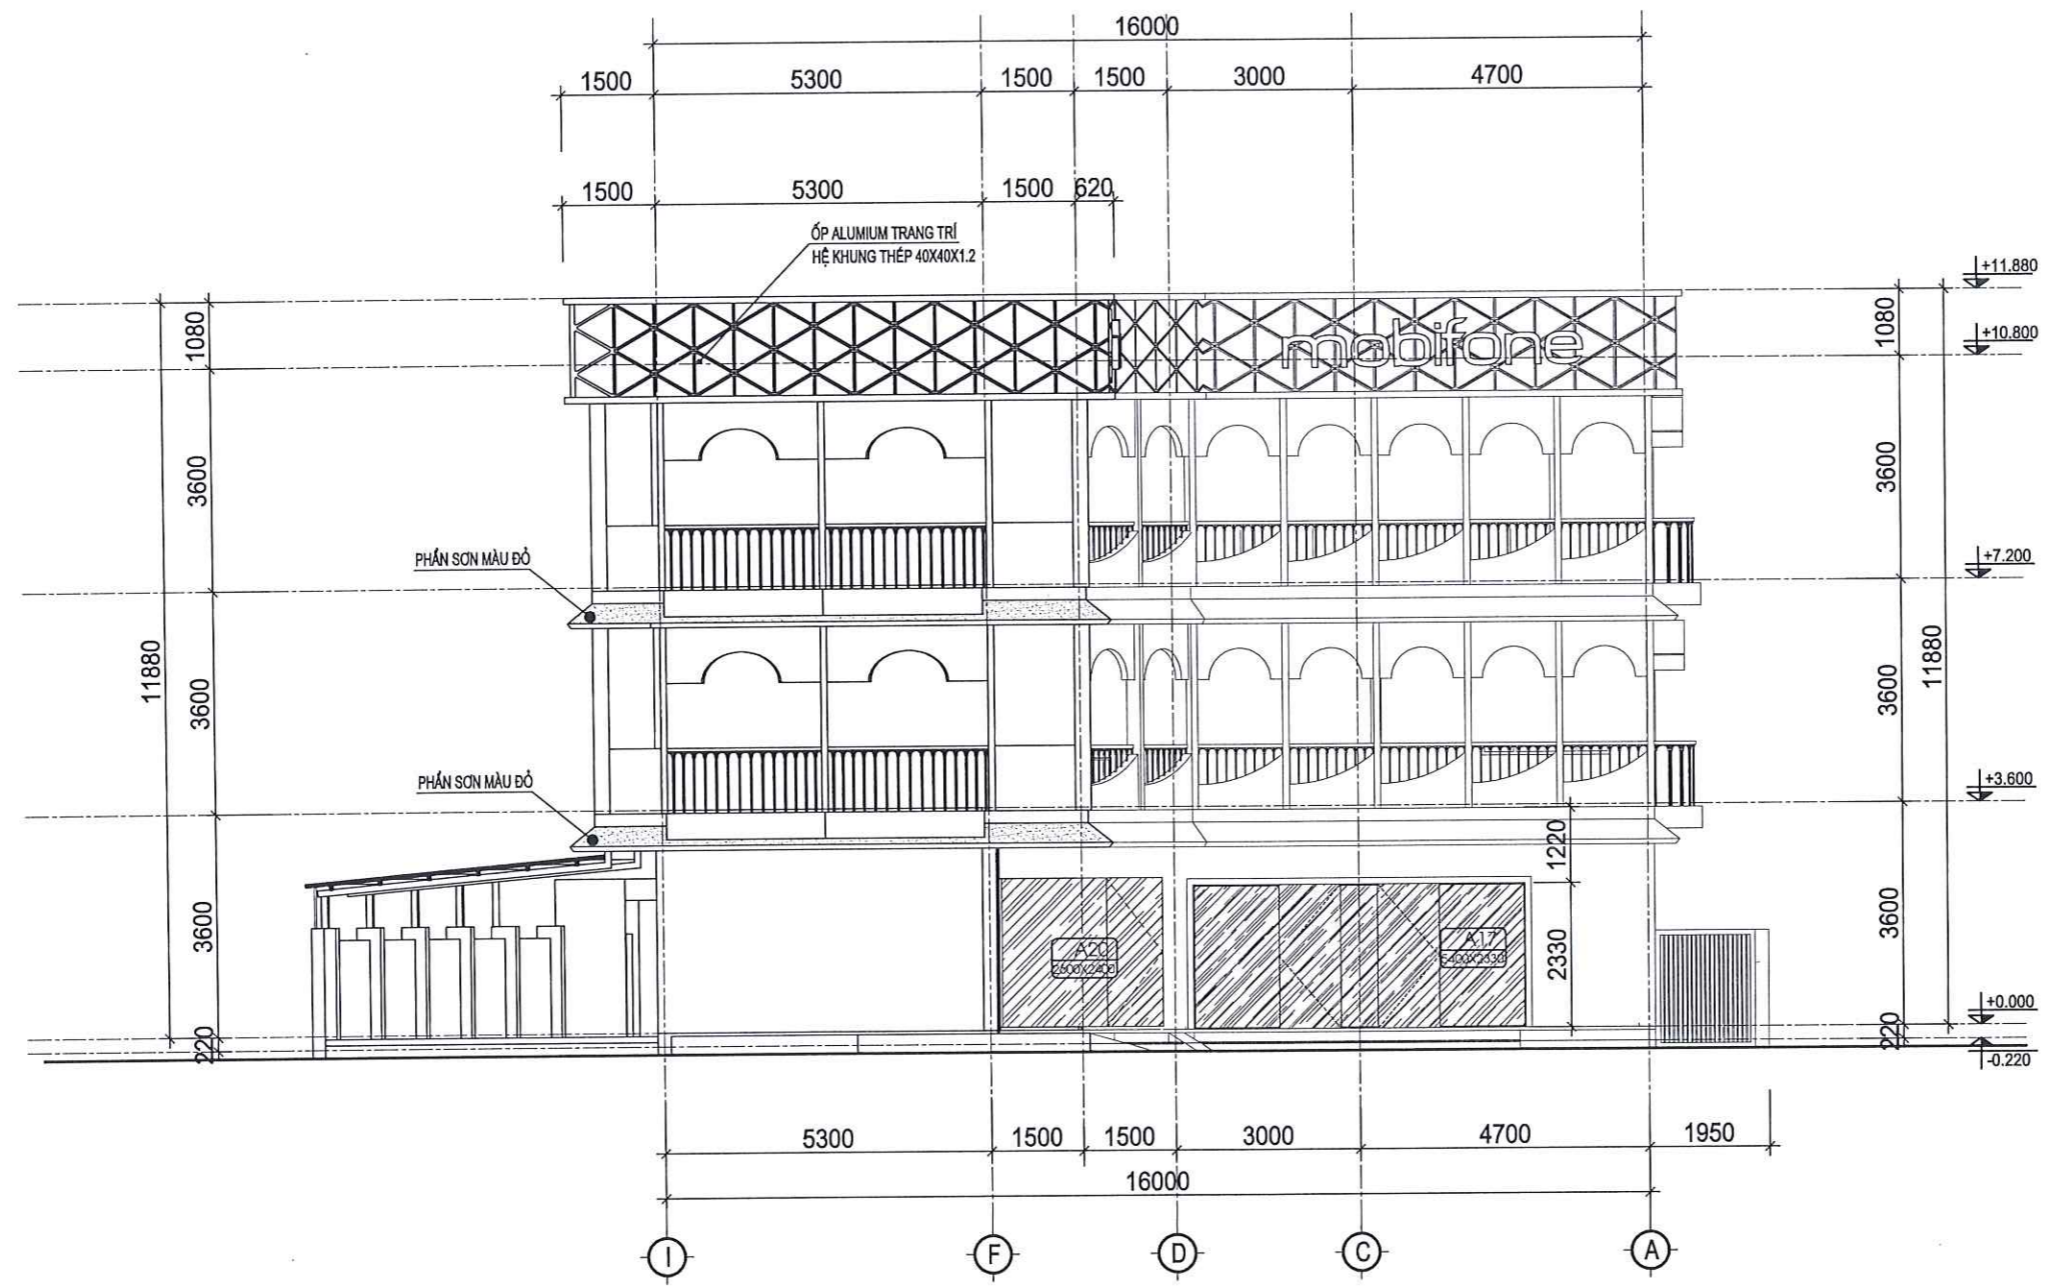 16000
1500 5300 1500 1500 3000 4700
1500 5300 1500 620
ỐP ALUMIUM TRANG TRÍ
HỆ KHUNG THÉP 40X40X1.2
+11.880
1080
1080
+10.800
mobifone
3600
3600
PHẦN SƠN MÀU ĐỎ
+7.200
11880
3600
3600
11880
PHẦN SƠN MÀU ĐỎ
+3.600
1220
3600
A20
2600X2400
A17
5400X2330
2330
3600
+0.000
220
220
-0.220
5300 1500 1500 3000 4700 1950
16000
I F D C A